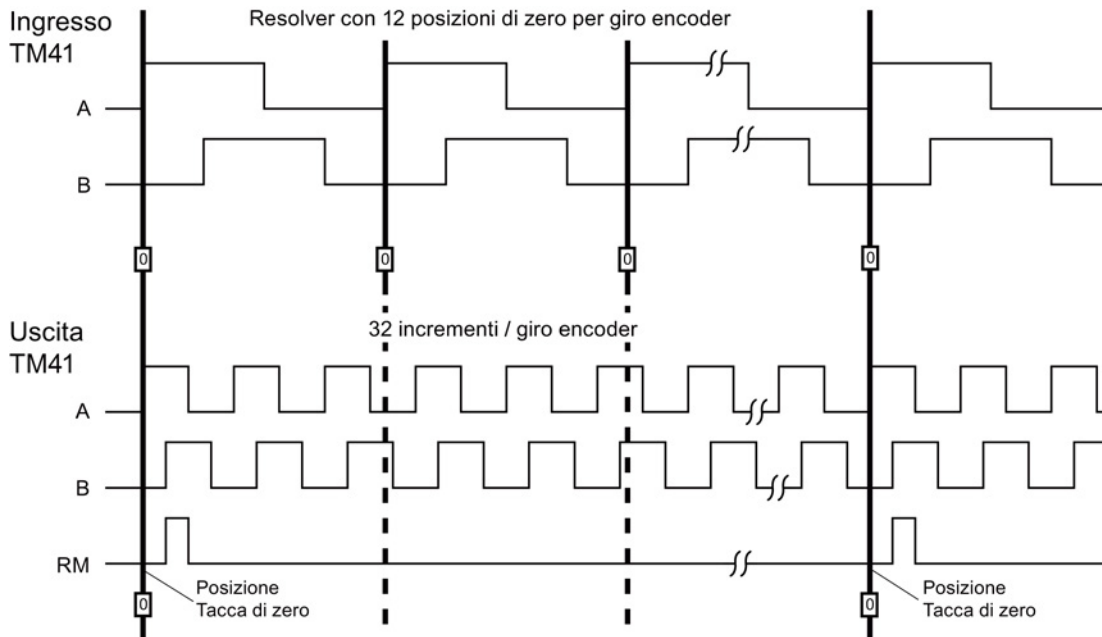 Ingresso
TM41
Resolver con 12 posizioni di zero per giro encoder
A
B
0
0
0
0
Uscita
TM41
32 incrementi / giro encoder
A
B
RM
Posizione
Tacca di zero
Posizione
Tacca di zero
0
0